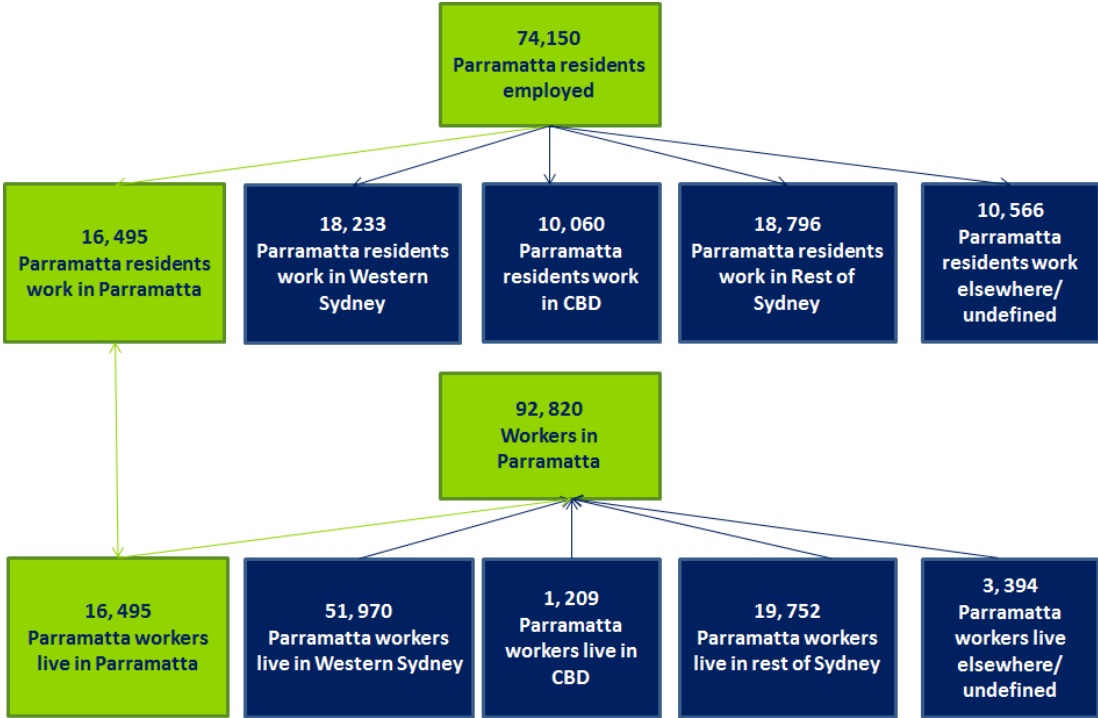 74,150
Parramatta residents
employed
16, 495
Parramatta residents
work in Parramatta
18, 233
Parramatta residents
work in Western
Sydney
10, 060
Parramatta
residents work
in CBD
18, 796
Parramatta residents
work in Rest of
Sydney
10, 566
Parramatta
residents work
elsewhere/
undefined
92, 820
Workers in
Parramatta
16, 495
Parramatta workers
live in Parramatta
51, 970
Parramatta workers
live in Western Sydney
1, 209
Parramatta
workers live in
CBD
19, 752
Parramatta workers
live in rest of Sydney
3, 394
Parramatta
workers live
elsewhere/
undefined